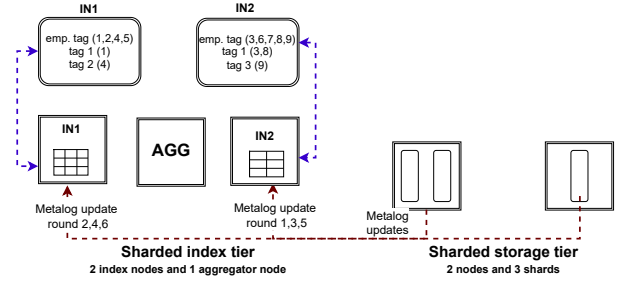 IN1
IN2
emp. tag (1,2,4,5)
tag 1 (1)
tag 2 (4)
emp. tag (3,6,7,8,9)
tag 1 (3,8)
tag 3 (9)
IN1
AGG
IN2
Metalog update
round 2,4,6
Metalog update
round 1,3,5
Metalog
updates
Sharded index tier
2 index nodes and 1 aggregator node
Sharded storage tier
2 nodes and 3 shards